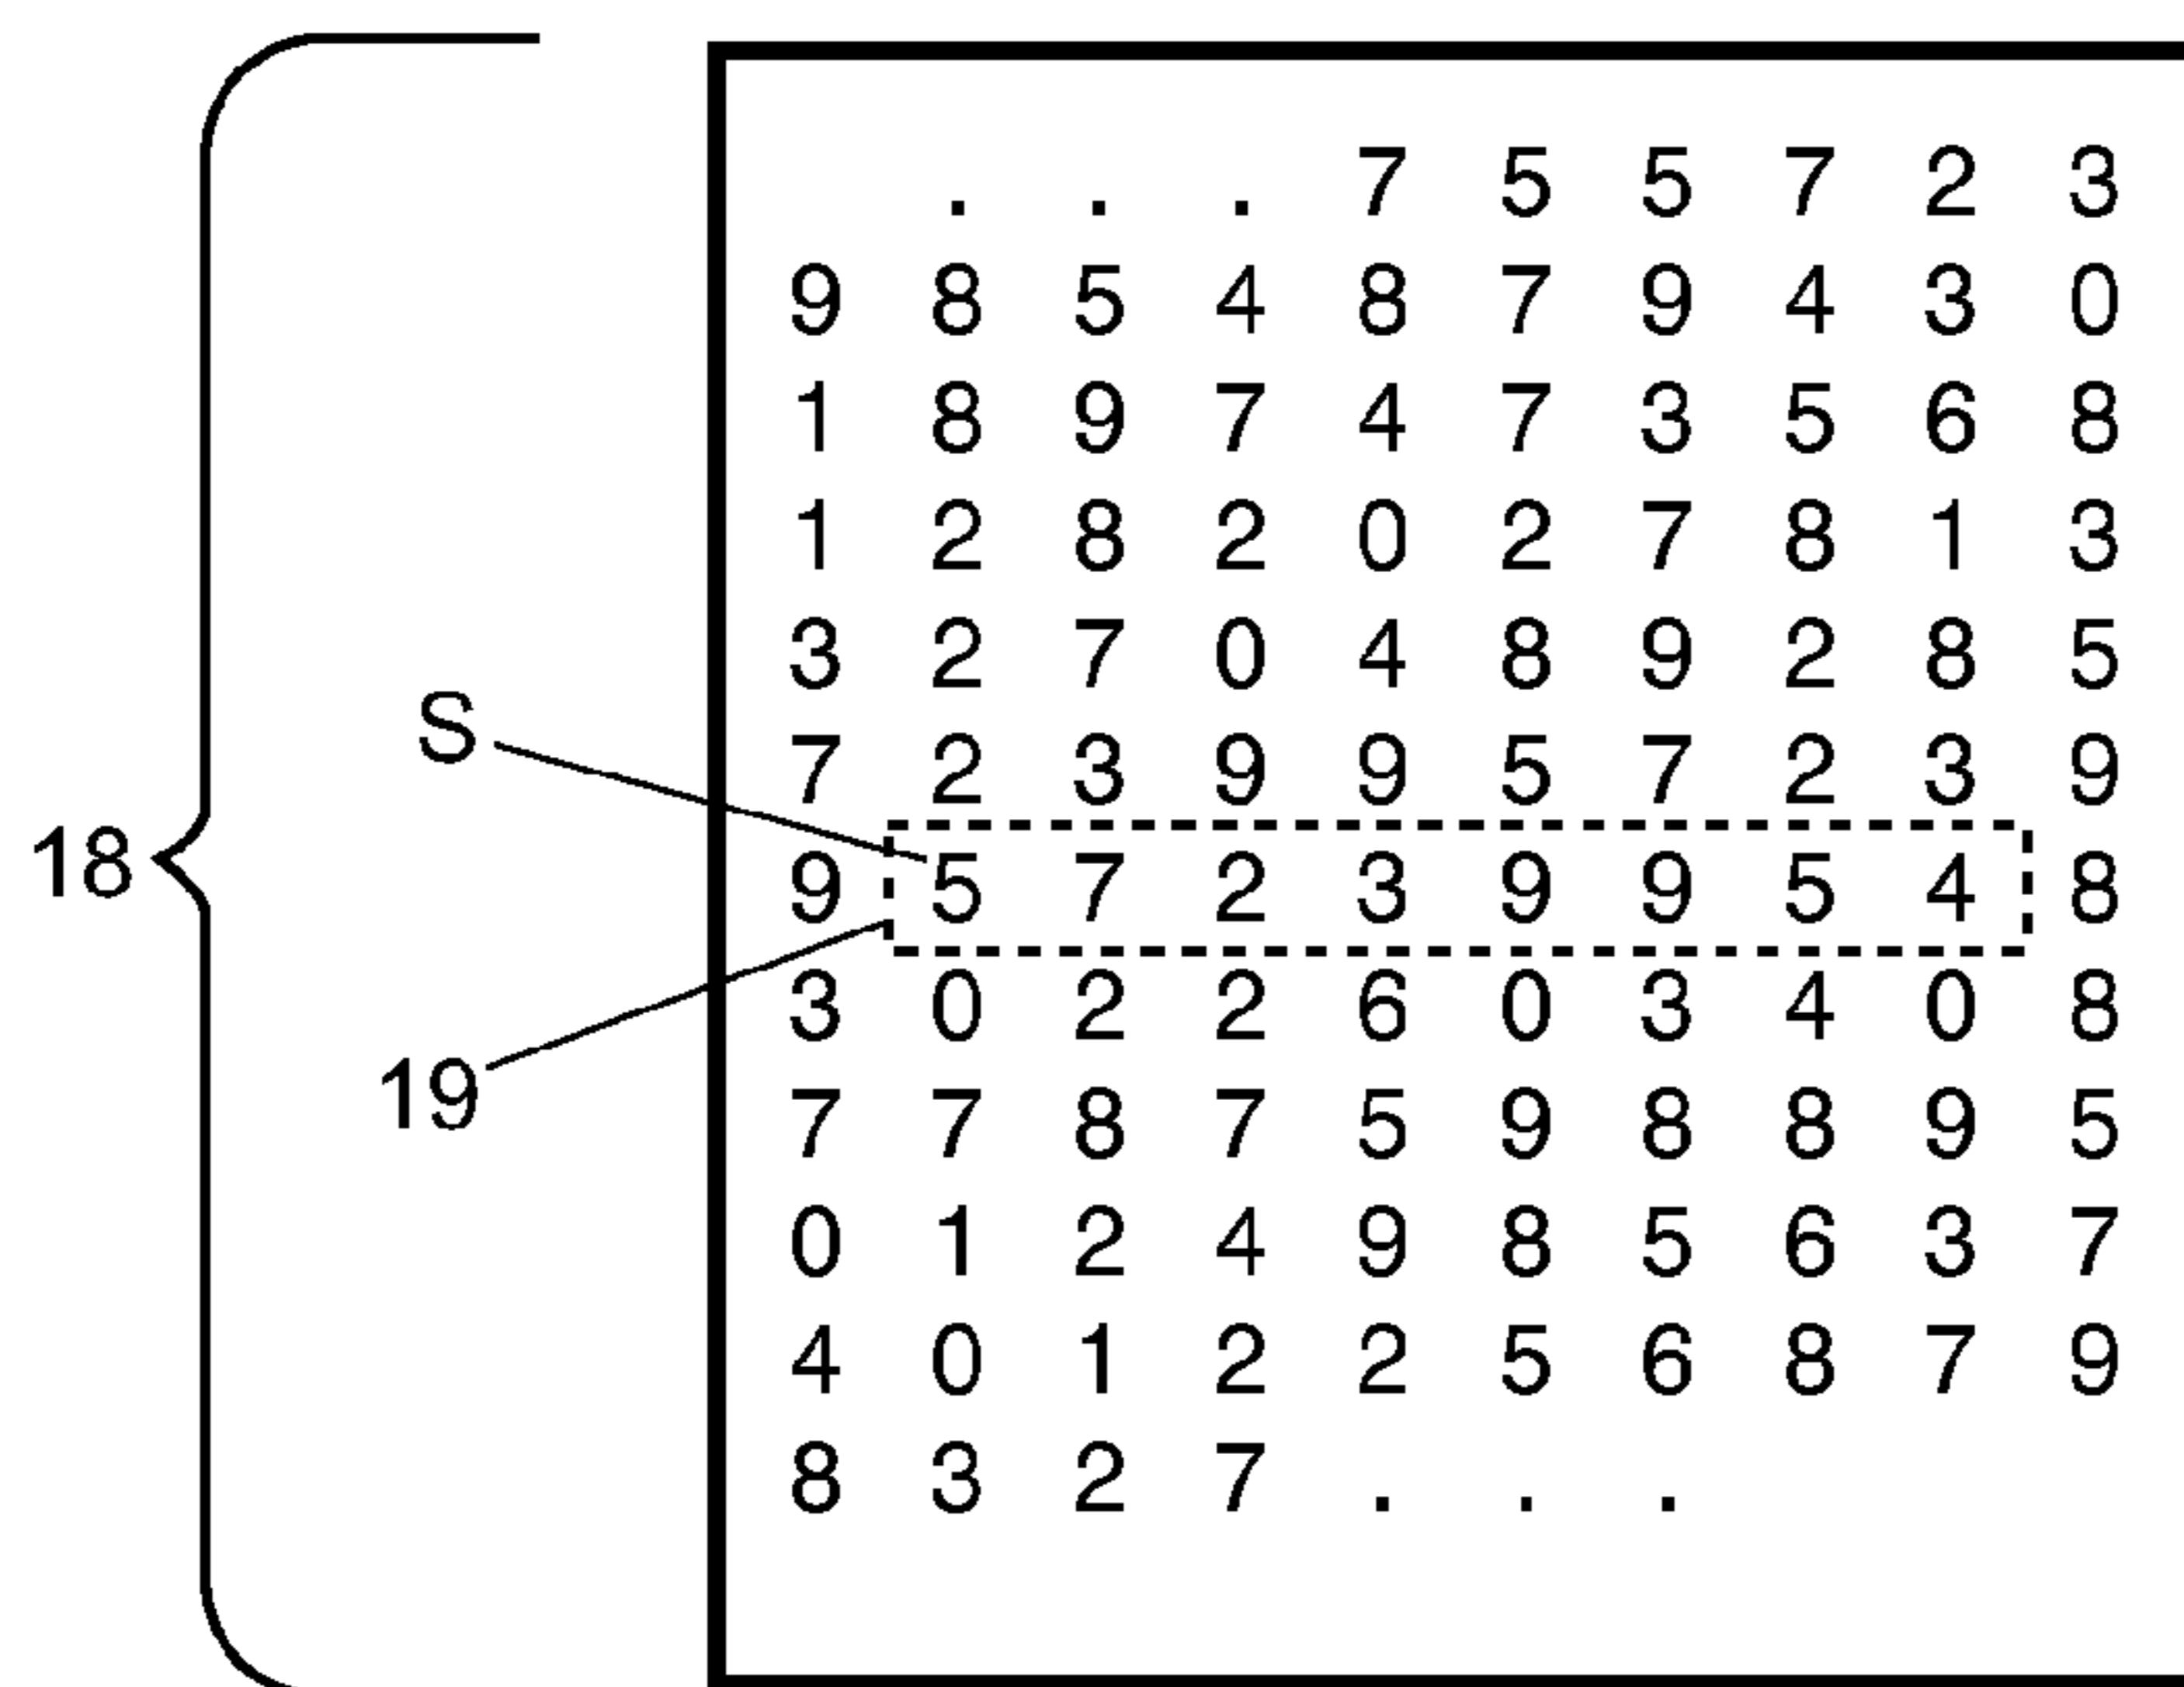 . . . 7 5 5 7 2 3
9 8 5 4 8 7 9 4 3 0
1 8 9 7 4 7 3 5 6 8
1 2 8 2 0 2 7 8 1 3
3 2 7 0 4 8 9 2 8 5
S
7 2 3 9 9 5 7 2 3 9
18
9 5 7 2 3 9 9 5 4 8
3 0 2 2 6 0 3 4 0 8
19
7 7 8 7 5 9 8 8 9 5
0 1 2 4 9 8 5 6 3 7
4 0 1 2 2 5 6 8 7 9
8 3 2 7 . . .